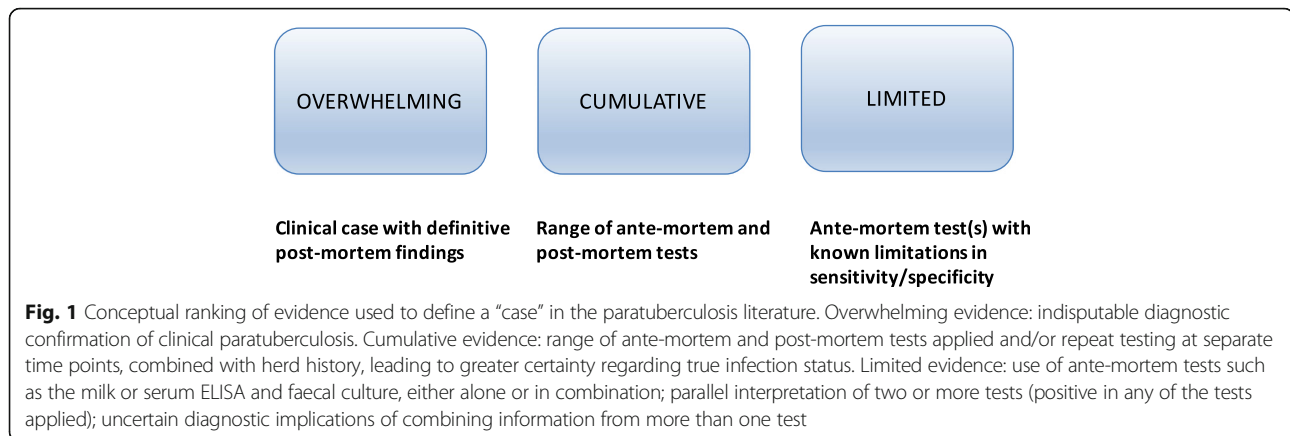 OVERWHELMING
CUMULATIVE
LIMITED
Clinical case with definitive
post-mortem findings
Range of ante-mortem and
post-mortem tests
Ante-mortem test(s) with
known limitations in
sensitivity/specificity
Fig. 1 Conceptual ranking of evidence used to define a “case” in the paratuberculosis literature. Overwhelming evidence: indisputable diagnostic
confirmation of clinical paratuberculosis. Cumulative evidence: range of ante-mortem and post-mortem tests applied and/or repeat testing at separate
time points, combined with herd history, leading to greater certainty regarding true infection status. Limited evidence: use of ante-mortem tests such
as the milk or serum ELISA and faecal culture, either alone or in combination; parallel interpretation of two or more tests (positive in any of the tests
applied); uncertain diagnostic implications of combining information from more than one test